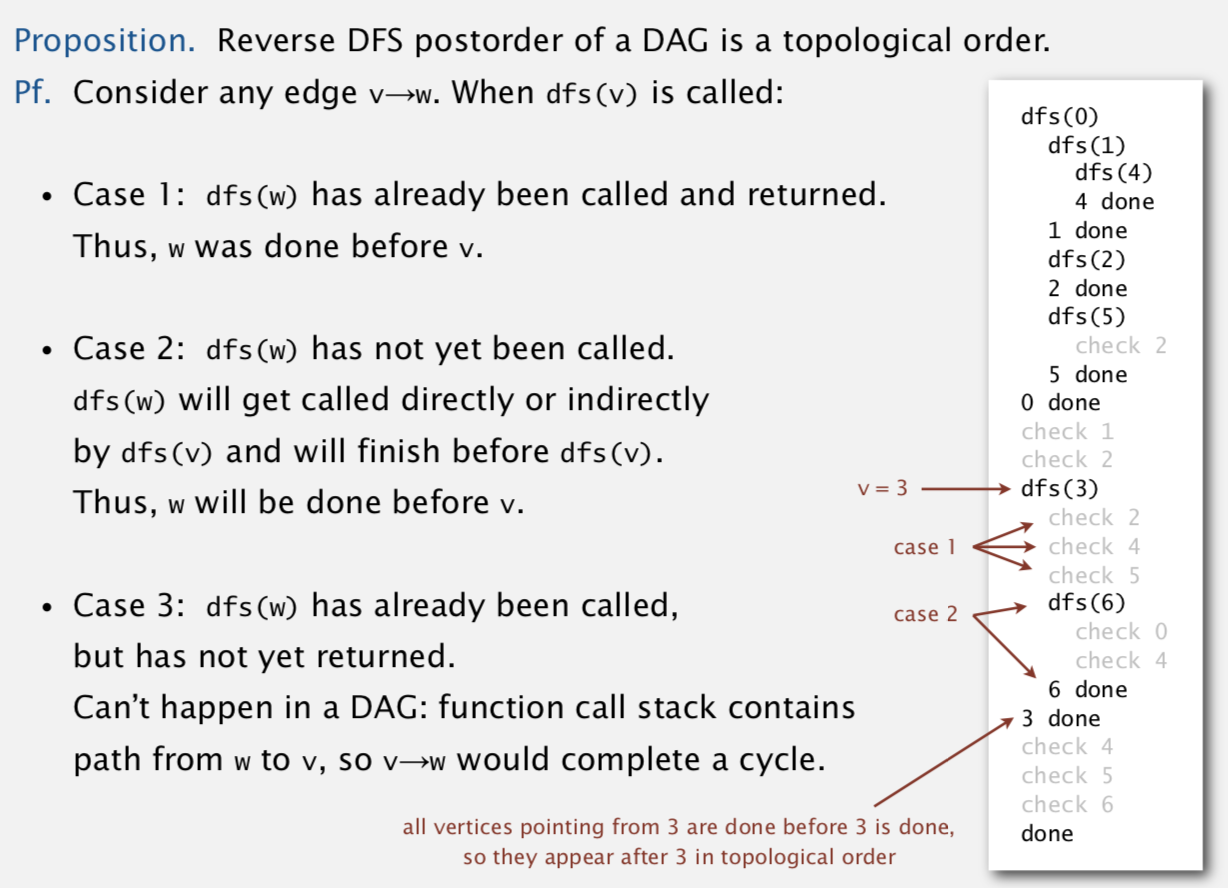 Proposition. Reverse DFS postorder of a DAG is a topological order.
Pf. Consider any edge v→w. When dfs(v) is called:
• Case 1: dfs(w) has already been called and returned.
Thus, w was done before v.
• Case 2: dfs(w) has not yet been called.
dfs(w) will get called directly or indirectly
by dfs(v) and will finish before dfs(v).
Thus, w will be done before v.
• Case 3: dfs(w) has already been called,
but has not yet returned.
Can't happen in a DAG: function call stack contains
path from w to v, so v→w would complete a cycle.
dfs(0)
dfs(1)
dfs(4)
4 done
1 done
dfs(2)
2 done
dfs(5)
check 2
5 done
0 done
check 1
check 2
v = 3
dfs(3)
check 2
case 1
check 4
check 5
dfs(6)
case 2
check 0
check 4
6 done
3 done
check 4
check 5
check 6
done
all vertices pointing from 3 are done before 3 is done,
so they appear after 3 in topological order